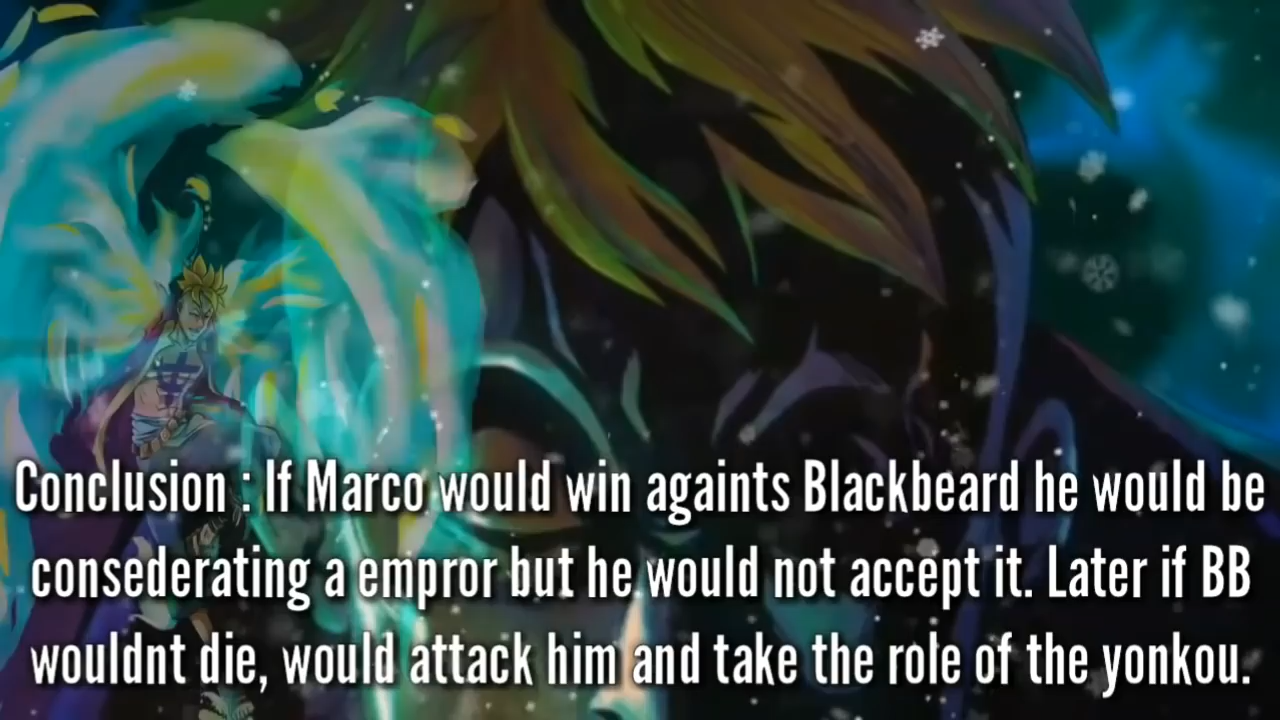 Conclusion : If Marco would win againts Blackbeard he would be
consederating a empror but he would not accept it. Later if BB
wouldnt die, would attack him and take the role of the yonkou.